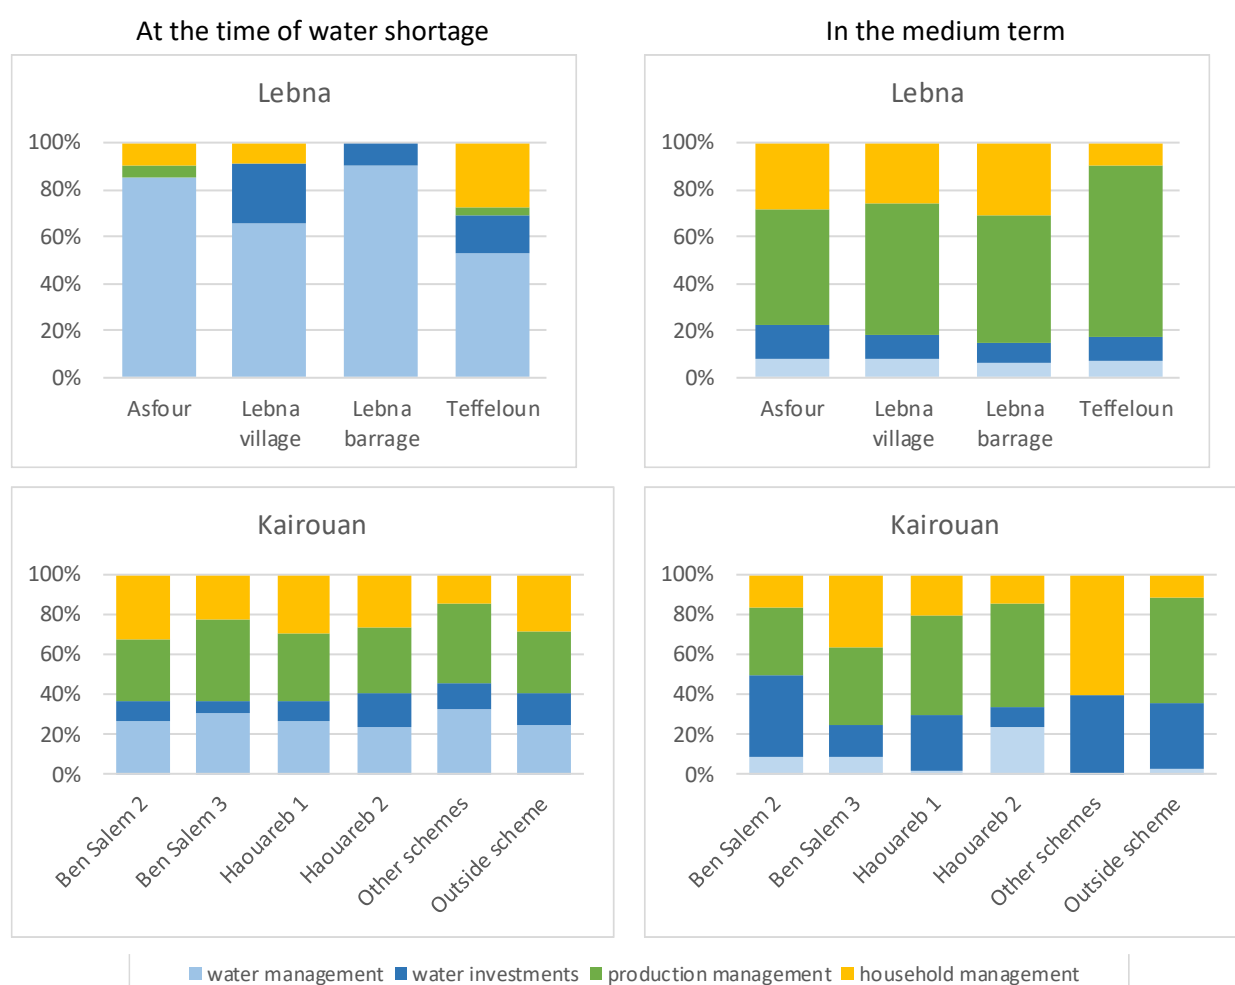 At the time of water shortage
In the medium term
Lebna
100%
80%
60%
40%
20%
0%
Asfour
Lebna
village
Lebna
barrage
Teffeloun
Lebna
100%
80%
60%
40%
20%
0%
Asfour
Lebna
village
Lebna
barrage
Teffeloun
Kairouan
100%
80%
60%
40%
20%
0%
Ben Salem 2
Ben Salem 3
Haouareb 1
Haouareb 2
Other schemes
Outside scheme
Kairouan
100%
80%
60%
40%
20%
0%
Ben Salem 2
Ben Salem 3
Haouareb 1
Haouareb 2
Other schemes
Outside scheme
water management water investments production management household management